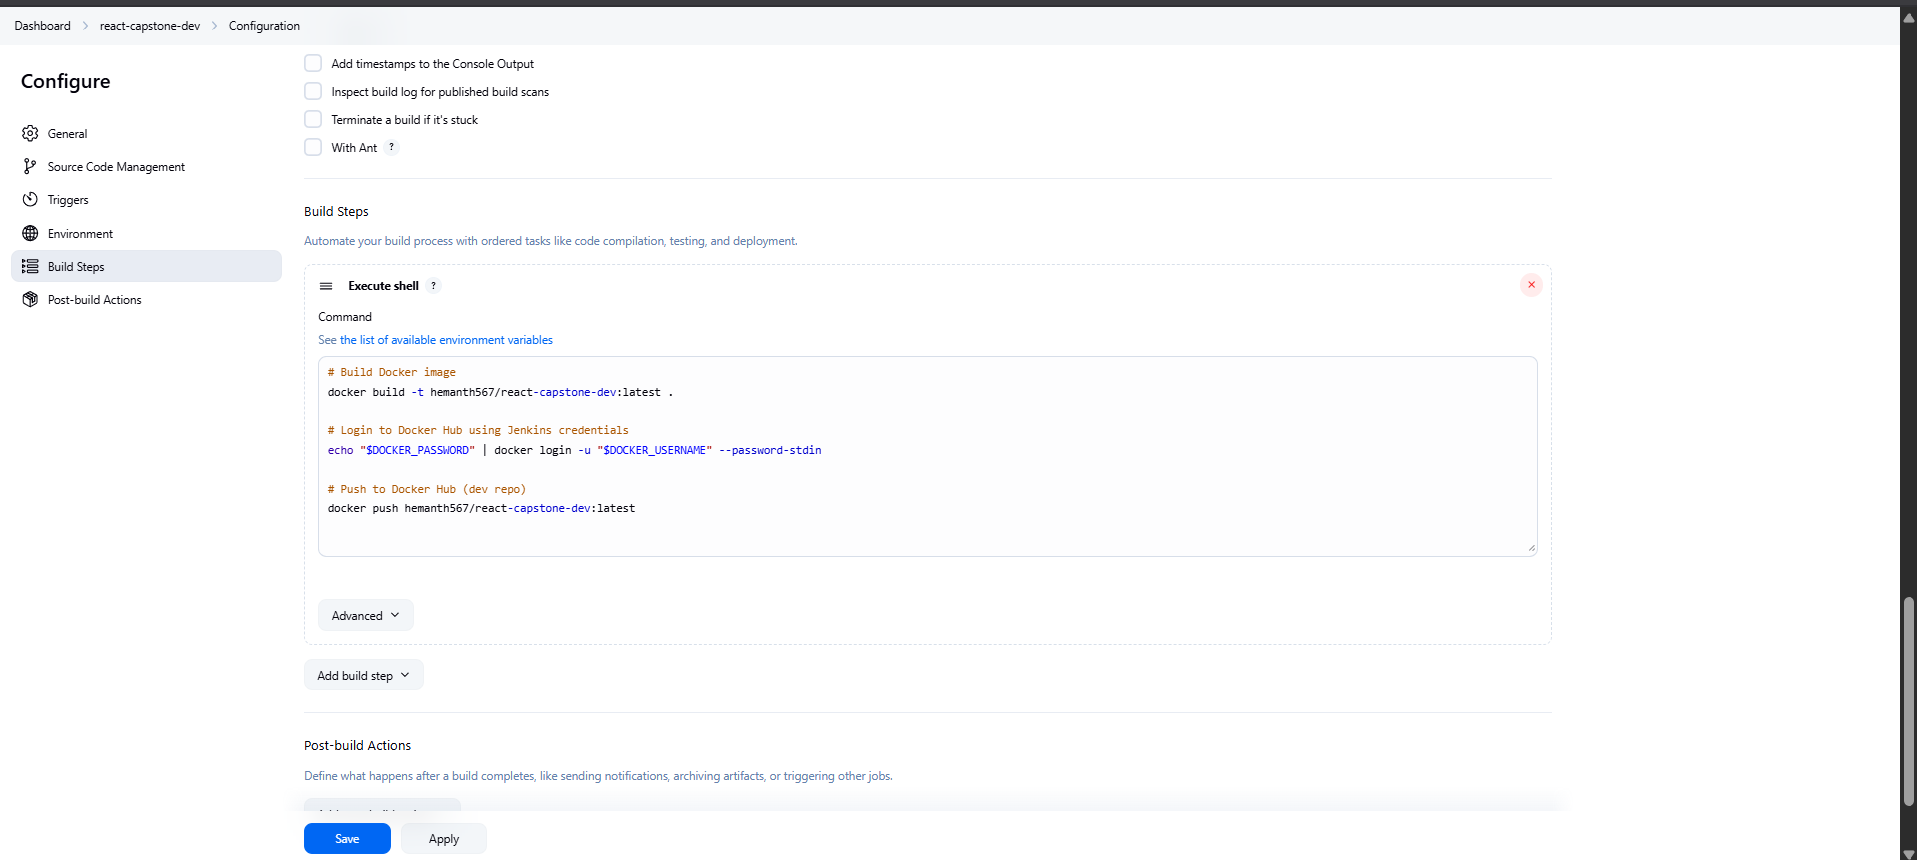 Dashboard > react-capstone-dev > Configuration
Configure
General
Source Code Management
Triggers
Environment
Build Steps
Post-build Actions
Add timestamps to the Console Output
Inspect build log for published build scans
Terminate a build if it's stuck
With Ant ?
Build Steps
Automate your build process with ordered tasks like code compilation, testing, and deployment.
Execute shell ?
Command
See the list of available environment variables
# Build Docker image
docker build -t hemanth567/react-capstone-dev:latest .
# Login to Docker Hub using Jenkins credentials
echo "$DOCKER_PASSWORD" | docker login -u "$DOCKER_USERNAME" --password-stdin
# Push to Docker Hub (dev repo)
docker push hemanth567/react-capstone-dev:latest
Advanced
Add build step
Post-build Actions
Define what happens after a build completes, like sending notifications, archiving artifacts, or triggering other jobs.
Save
Apply